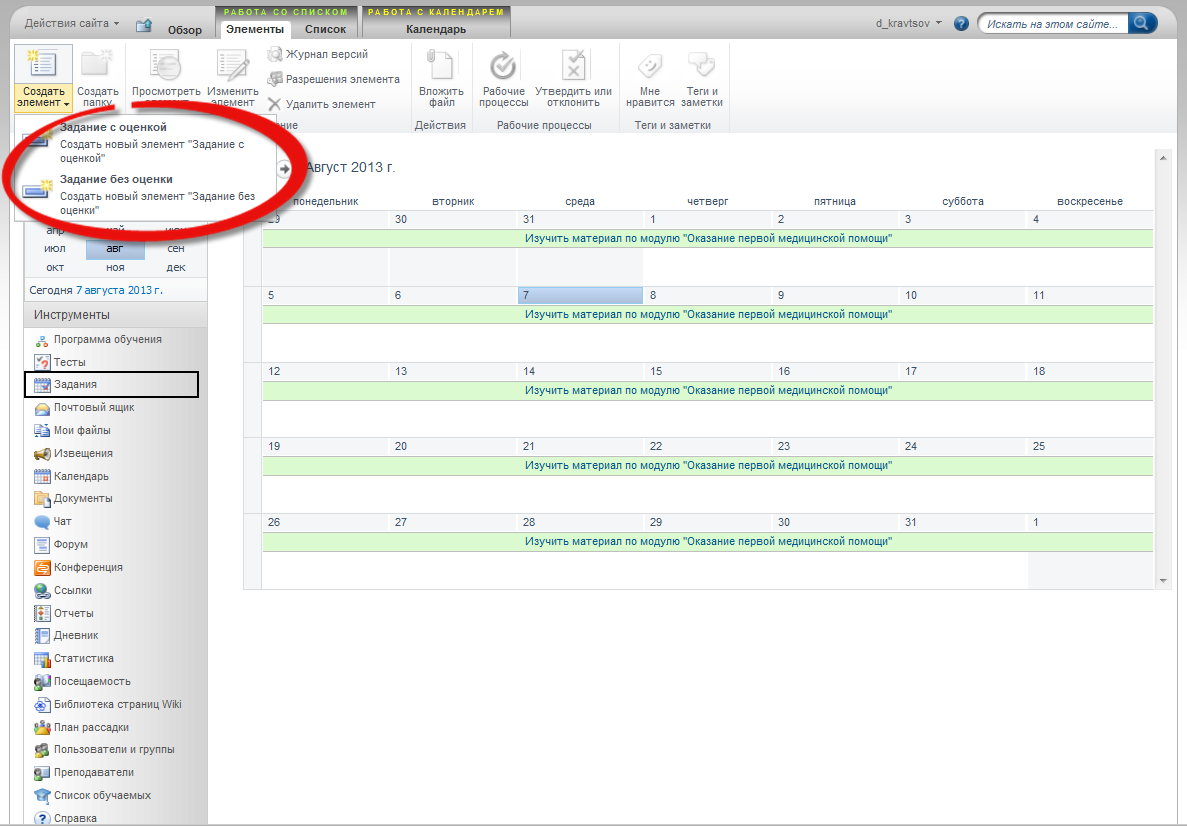 Действия сайта
Обзор
РАБОТА СО СПИСКОМ
РАБОТА С КАЛЕНДАРЕМ
Элементы
Список
Календарь
d_kravtsov
Искать на этом сайте...
Создать элемент
Создать папку
Просмотреть
Изменить элемент
Журнал версий
Разрешения элемента
Удалить элемент
Вложить файл
Действия
Рабочие процессы
Утвердить или отклонить
Рабочие процессы
Мне нравится
Теги и заметки
Теги и заметки
Задание с оценкой
Создать новый элемент "Задание с
оценкой"
Задание без оценки
Создать новый элемент "Задание без
оценки"
июл авг сен
окт ноя дек
Сегодня 7 августа 2013 г.
Инструменты
Программа обучения
Тесты
Задания
Почтовый ящик
Мои файлы
Извещения
Календарь
Документы
Чат
Форум
Конференция
Ссылки
Отчеты
Дневник
Статистика
Посещаемость
Библиотека страниц Wiki
План рассадки
Пользователи и группы
Преподаватели
Список обучаемых
Справка
Август 2013 г.
понедельник вторник среда четверг пятница суббота воскресенье
29 30 31 1 2 3 4
Изучить материал по модулю "Оказание первой медицинской помощи"
5 6 7 8 9 10 11
Изучить материал по модулю "Оказание первой медицинской помощи"
12 13 14 15 16 17 18
Изучить материал по модулю "Оказание первой медицинской помощи"
19 20 21 22 23 24 25
Изучить материал по модулю "Оказание первой медицинской помощи"
26 27 28 29 30 31 1
Изучить материал по модулю "Оказание первой медицинской помощи"